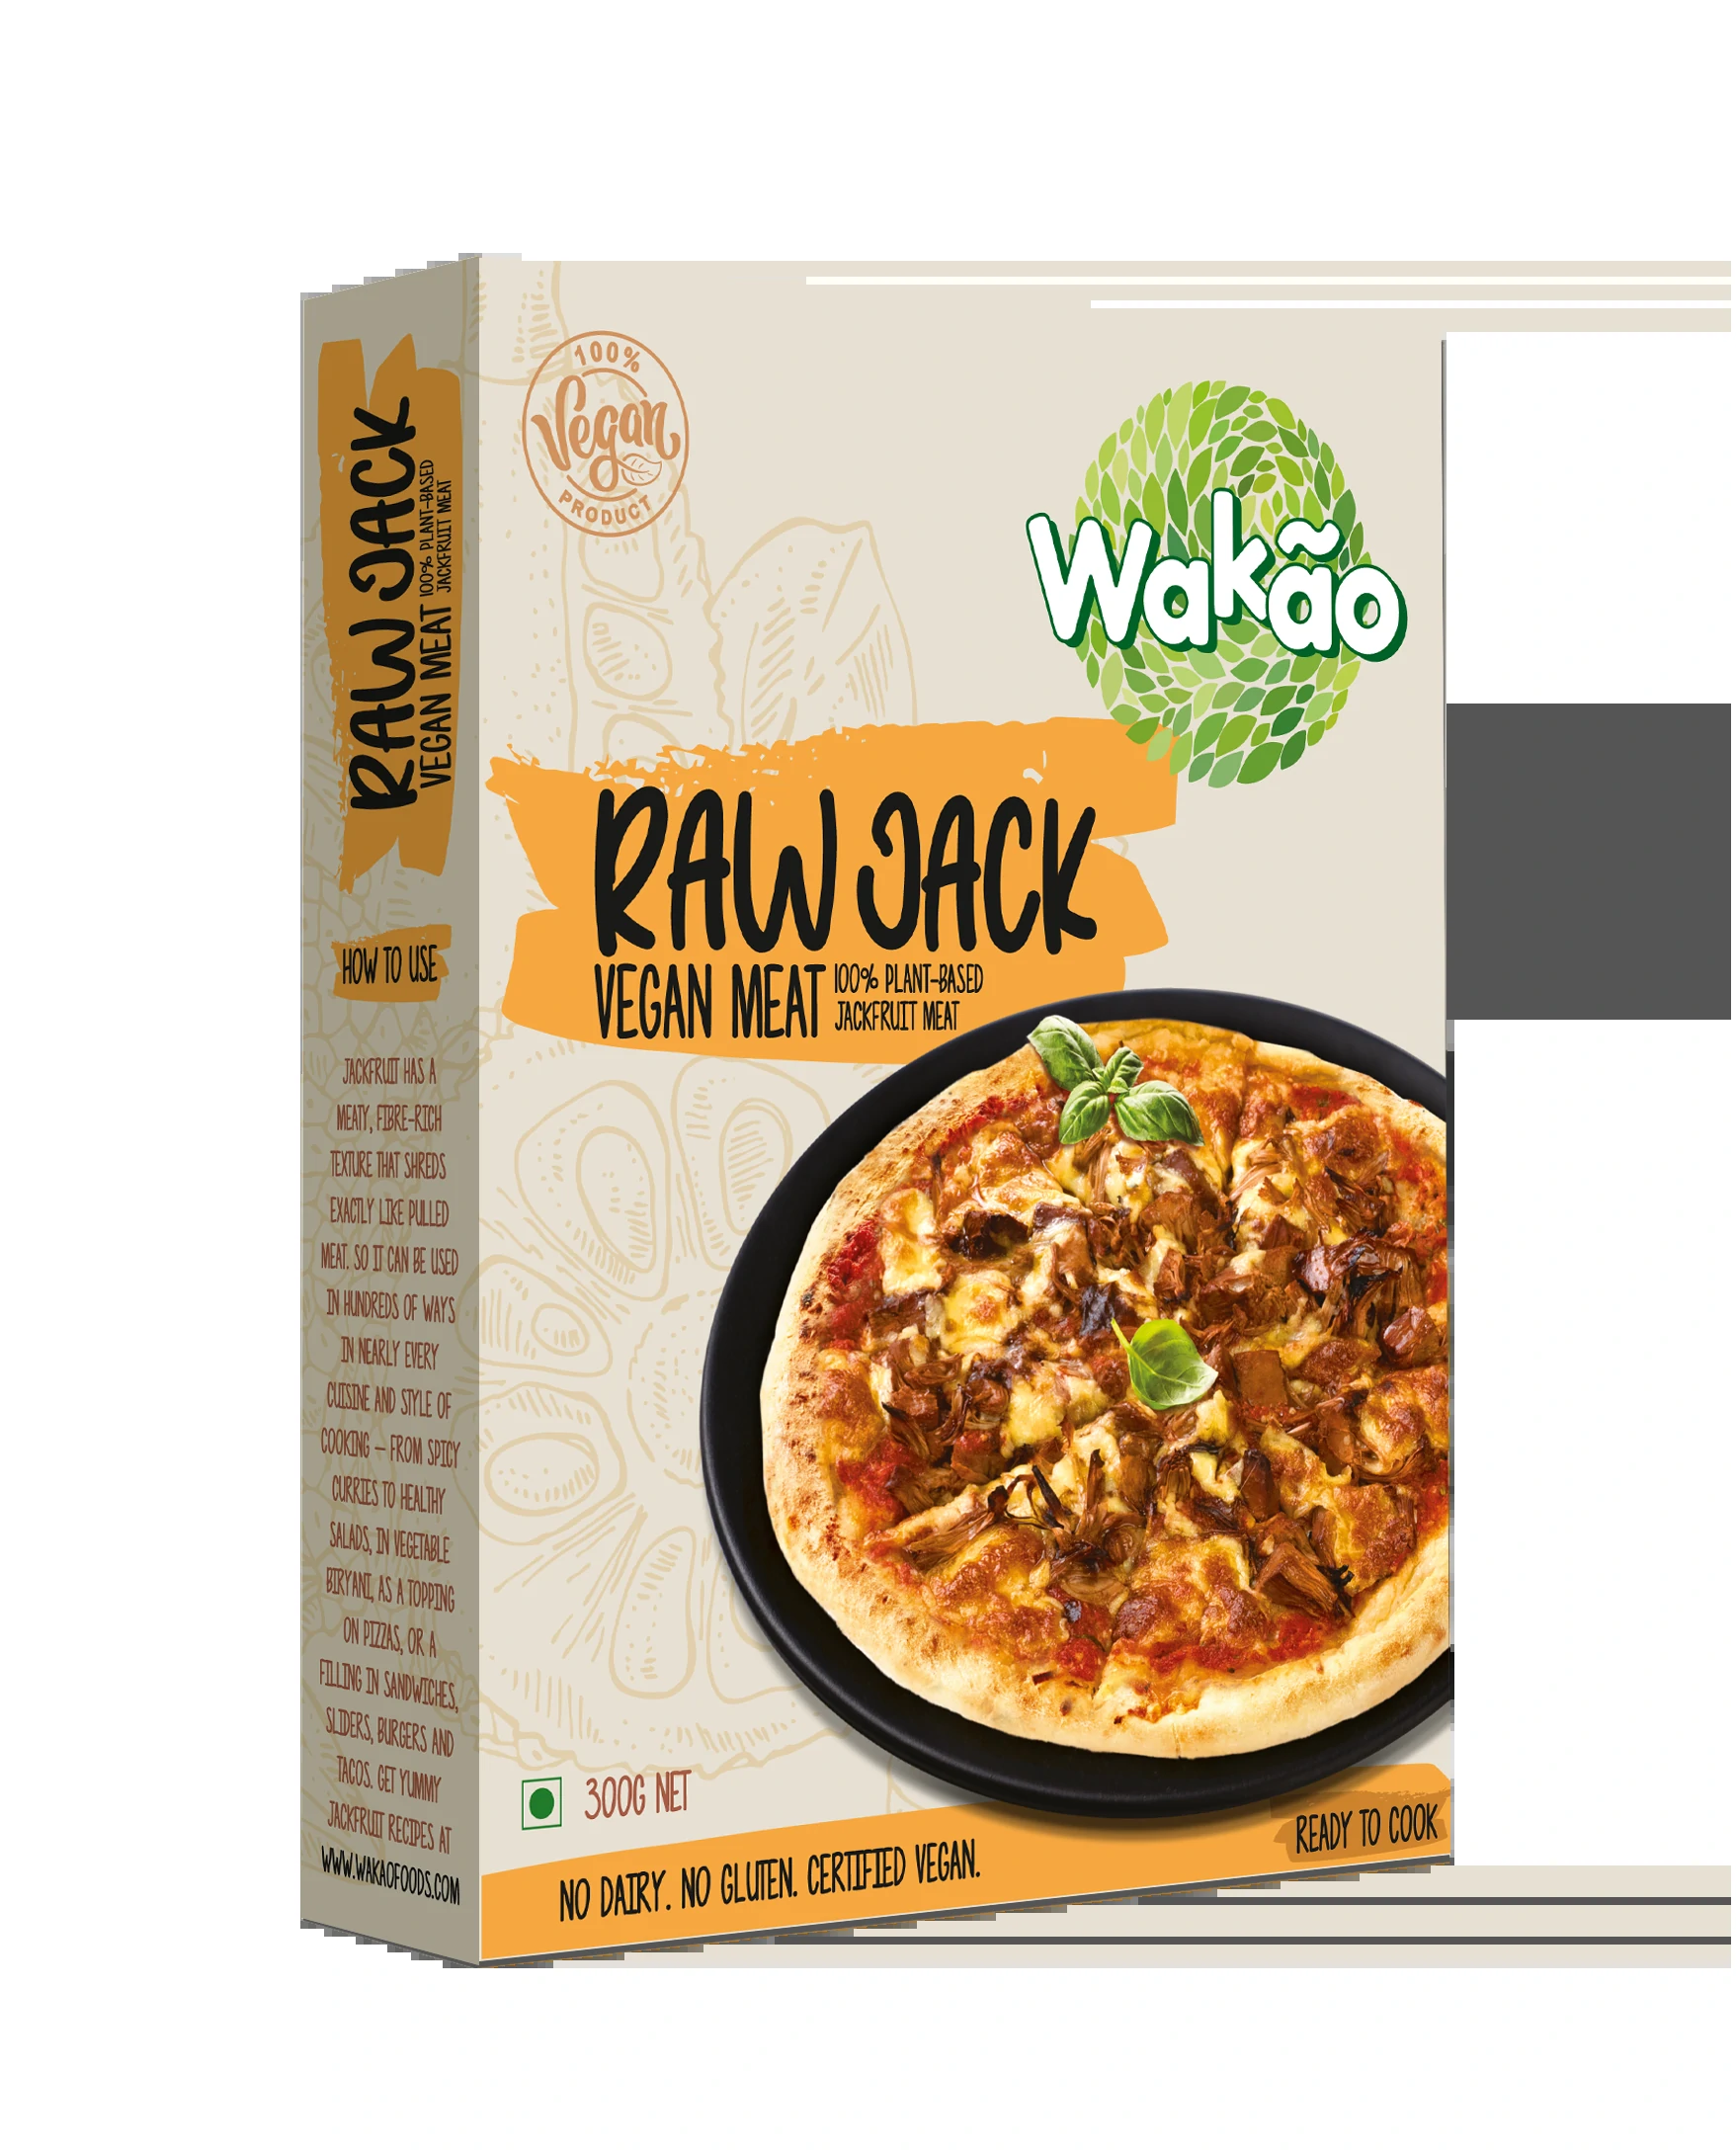 100%
Vegan
PRODUCT
Wakão
RAW JACK
VEGAN MEAT
100% PLANT-BASED
JACKFRUIT MEAT
300G NET
NO DAIRY. NO GLUTEN. CERTIFIED VEGAN.
READY TO COOK
RAW JACK
VEGAN MEAT
100% PLANT-BASED
JACKFRUIT MEAT
HOW TO USE
JACKFRUIT HAS A
MEATY, FIBRE-RICH
TEXTURE THAT SHREDS
EXACTLY LIKE PULLED
MEAT. SO IT CAN BE USED
IN HUNDREDS OF WAYS
IN NEARLY EVERY
CUISINE AND STYLE OF
COOKING – FROM SPICY
CURRIES TO HEALTHY
SALADS, IN VEGETABLE
BIRYANI, AS A TOPPING
ON PIZZAS, OR A
FILLING IN SANDWICHES,
SLIDERS, BURGERS AND
TACOS. GET YUMMY
JACKFRUIT RECIPES AT
WWW.WAKAOFOODS.COM